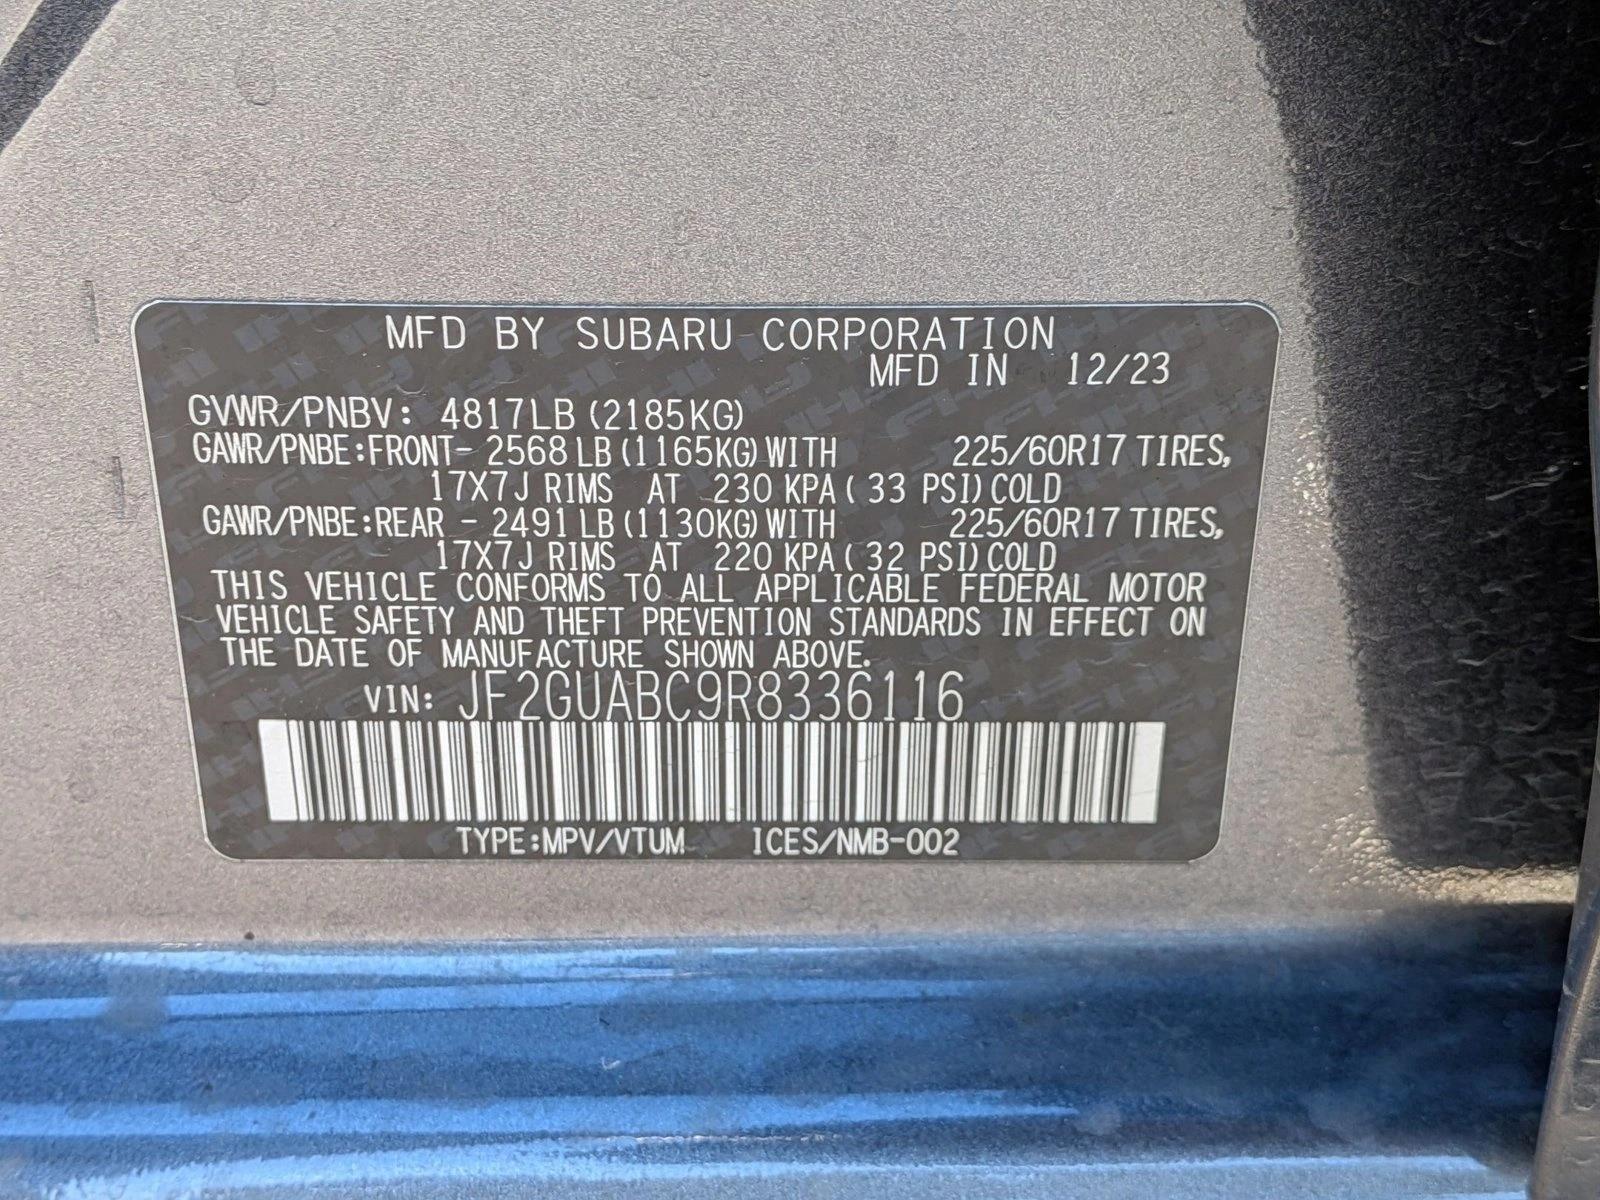 MFD BY SUBARU CORPORATION
MFD IN 12/23
GVWR/PNBV: 4817LB (2185KG)
GAWR/PNBE:FRONT- 2568 LB (1165KG) WITH 225/60R17 TIRES,
17X7J RIMS AT 230 KPA ( 33 PSI) COLD
GAWR/PNBE:REAR - 2491 LB (1130KG) WITH 225/60R17 TIRES,
17X7J RIMS AT 220 KPA ( 32 PSI) COLD
THIS VEHICLE CONFORMS TO ALL APPLICABLE FEDERAL MOTOR
VEHICLE SAFETY AND THEFT PREVENTION STANDARDS IN EFFECT ON
THE DATE OF MANUFACTURE SHOWN ABOVE.
VIN: JF2GUABC9R8336116
TYPE:MPV/VTUM ICES/NMB-002